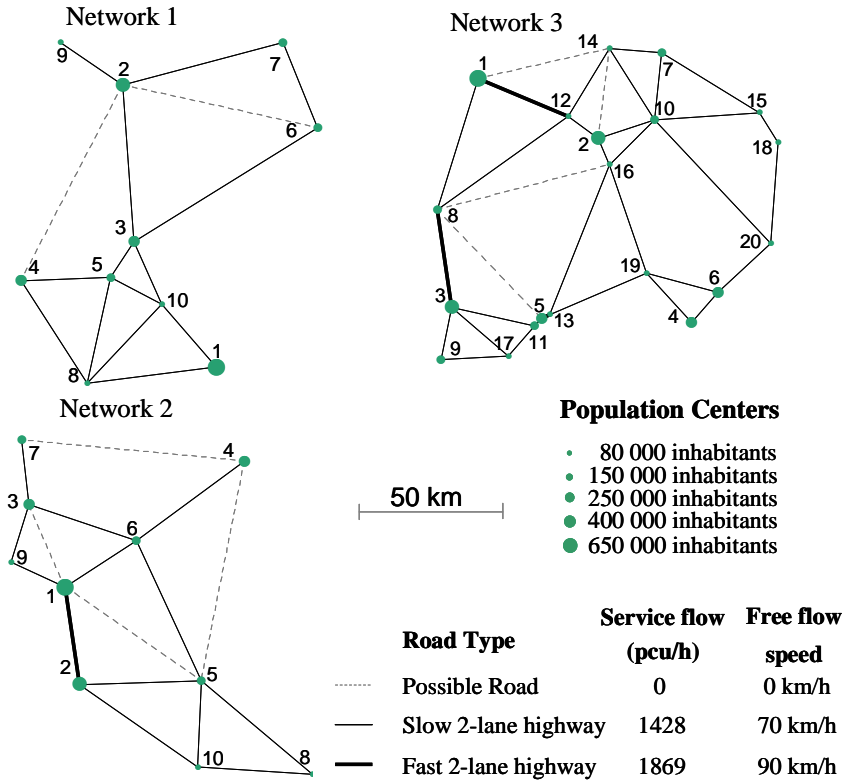 Network 1
9
2
7
6
3
4
5
10
1
8
Network 3
14
1
7
12
10
15
2
18
16
8
20
19
6
3
5
13
4
11
17
9
Network 2
7
4
3
6
9
1
2
5
10
8
Population Centers
80 000 inhabitants
150 000 inhabitants
250 000 inhabitants
400 000 inhabitants
650 000 inhabitants
50 km
Road Type Service flow (pcu/h) Free flow speed
Possible Road 0 0 km/h
Slow 2-lane highway 1428 70 km/h
Fast 2-lane highway 1869 90 km/h